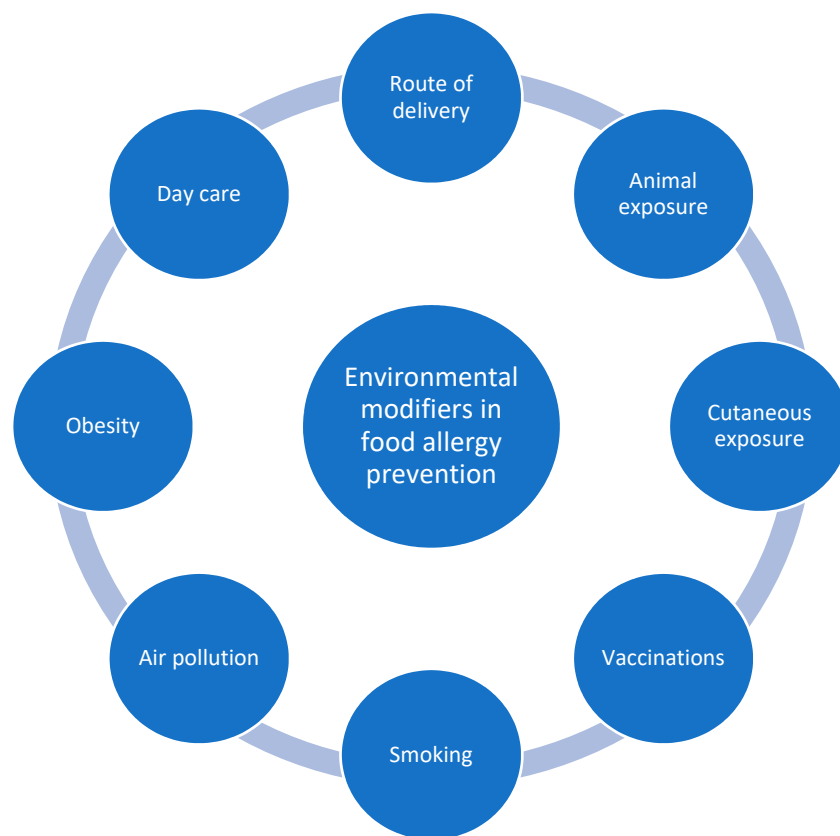 Route of
delivery
Animal
exposure
Cutaneous
exposure
Vaccinations
Smoking
Air pollution
Obesity
Day care
Environmental
modifiers in
food allergy
prevention